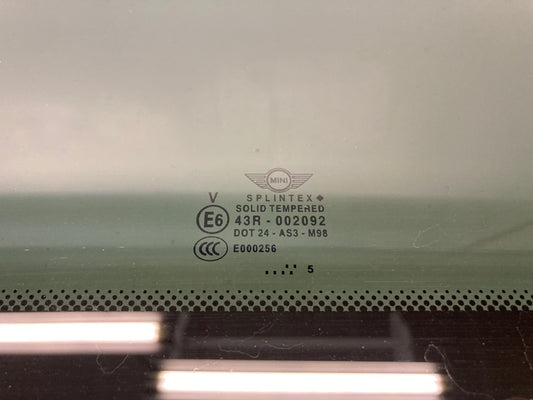 MINI
V SPLINTEX
SOLID TEMPERED
E6 43R - 002092
DOT 24 - AS3 - M98
CCC E000256
5